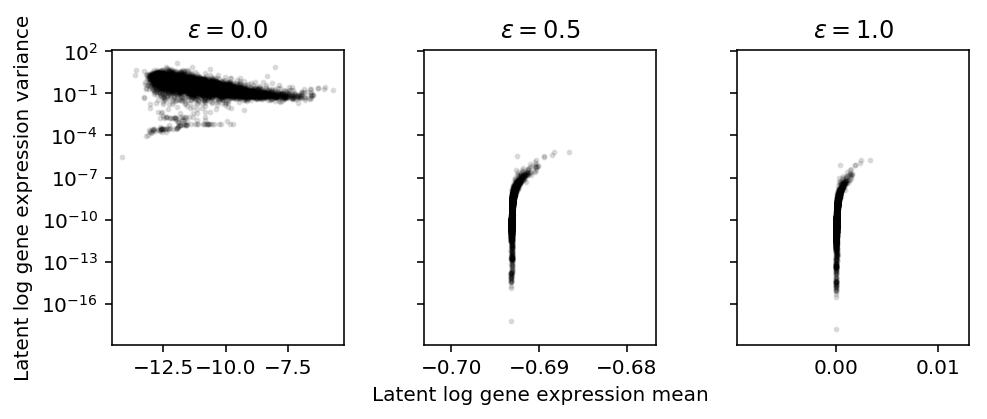 ε = 0.0 ε = 0.5 ε = 1.0
Latent log gene expression variance
10²
10⁻¹
10⁻⁴
10⁻⁷
10⁻¹⁰
10⁻¹³
10⁻¹⁶
−12.5 −10.0 −7.5 −0.70 −0.69 −0.68 0.00 0.01
Latent log gene expression mean